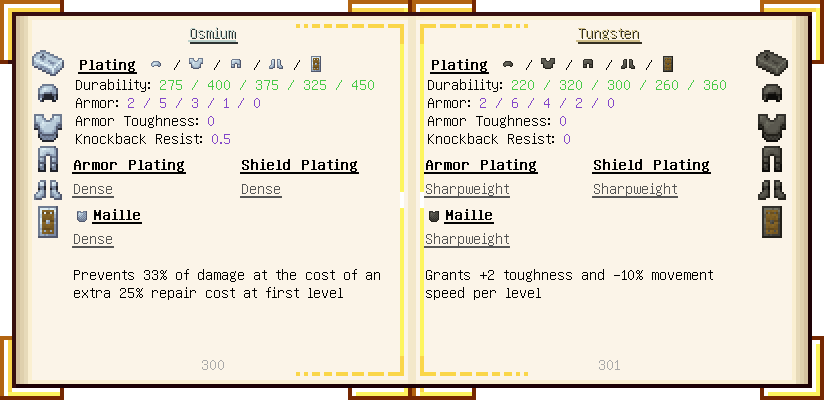 Osmium
Plating / / / /
Durability: 275 / 400 / 375 / 325 / 450
Armor: 2 / 5 / 3 / 1 / 0
Armor Toughness: 0
Knockback Resist: 0.5
Armor Plating Shield Plating
Dense Dense
Maille
Dense
Prevents 33% of damage at the cost of an
extra 25% repair cost at first level
300
Tungsten
Plating / / / /
Durability: 220 / 320 / 300 / 260 / 360
Armor: 2 / 6 / 4 / 2 / 0
Armor Toughness: 0
Knockback Resist: 0
Armor Plating Shield Plating
Sharpweight Sharpweight
Maille
Sharpweight
Grants +2 toughness and -10% movement
speed per level
301